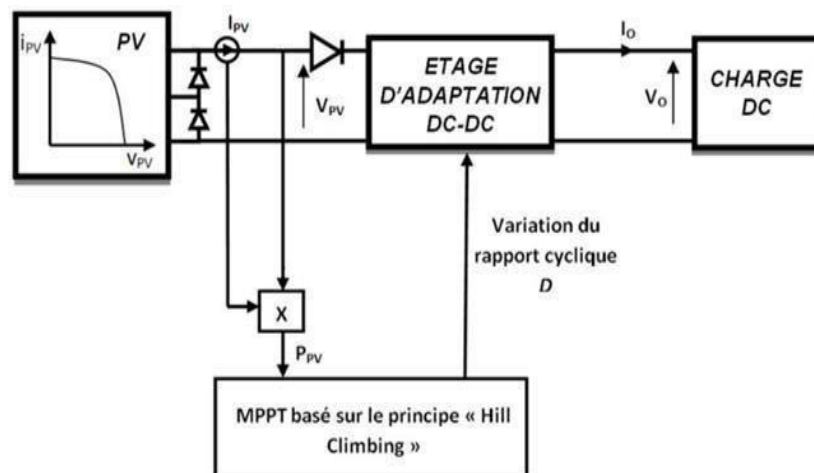 PV
iPV
VPV
IPV
VPV
ETAGE
D'ADAPTATION
DC-DC
IO
VO
CHARGE
DC
Variation du
rapport cyclique
D
X
PPV
MPPT basé sur le principe « Hill
Climbing »